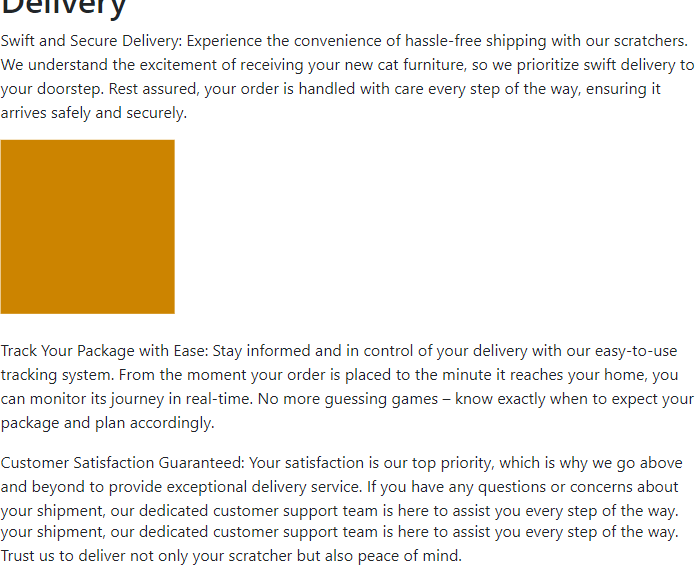 Delivery
Swift and Secure Delivery: Experience the convenience of hassle-free shipping with our scratchers.
We understand the excitement of receiving your new cat furniture, so we prioritize swift delivery to
your doorstep. Rest assured, your order is handled with care every step of the way, ensuring it
arrives safely and securely.
Track Your Package with Ease: Stay informed and in control of your delivery with our easy-to-use
tracking system. From the moment your order is placed to the minute it reaches your home, you
can monitor its journey in real-time. No more guessing games – know exactly when to expect your
package and plan accordingly.
Customer Satisfaction Guaranteed: Your satisfaction is our top priority, which is why we go above
and beyond to provide exceptional delivery service. If you have any questions or concerns about
your shipment, our dedicated customer support team is here to assist you every step of the way.
your shipment, our dedicated customer support team is here to assist you every step of the way.
Trust us to deliver not only your scratcher but also peace of mind.